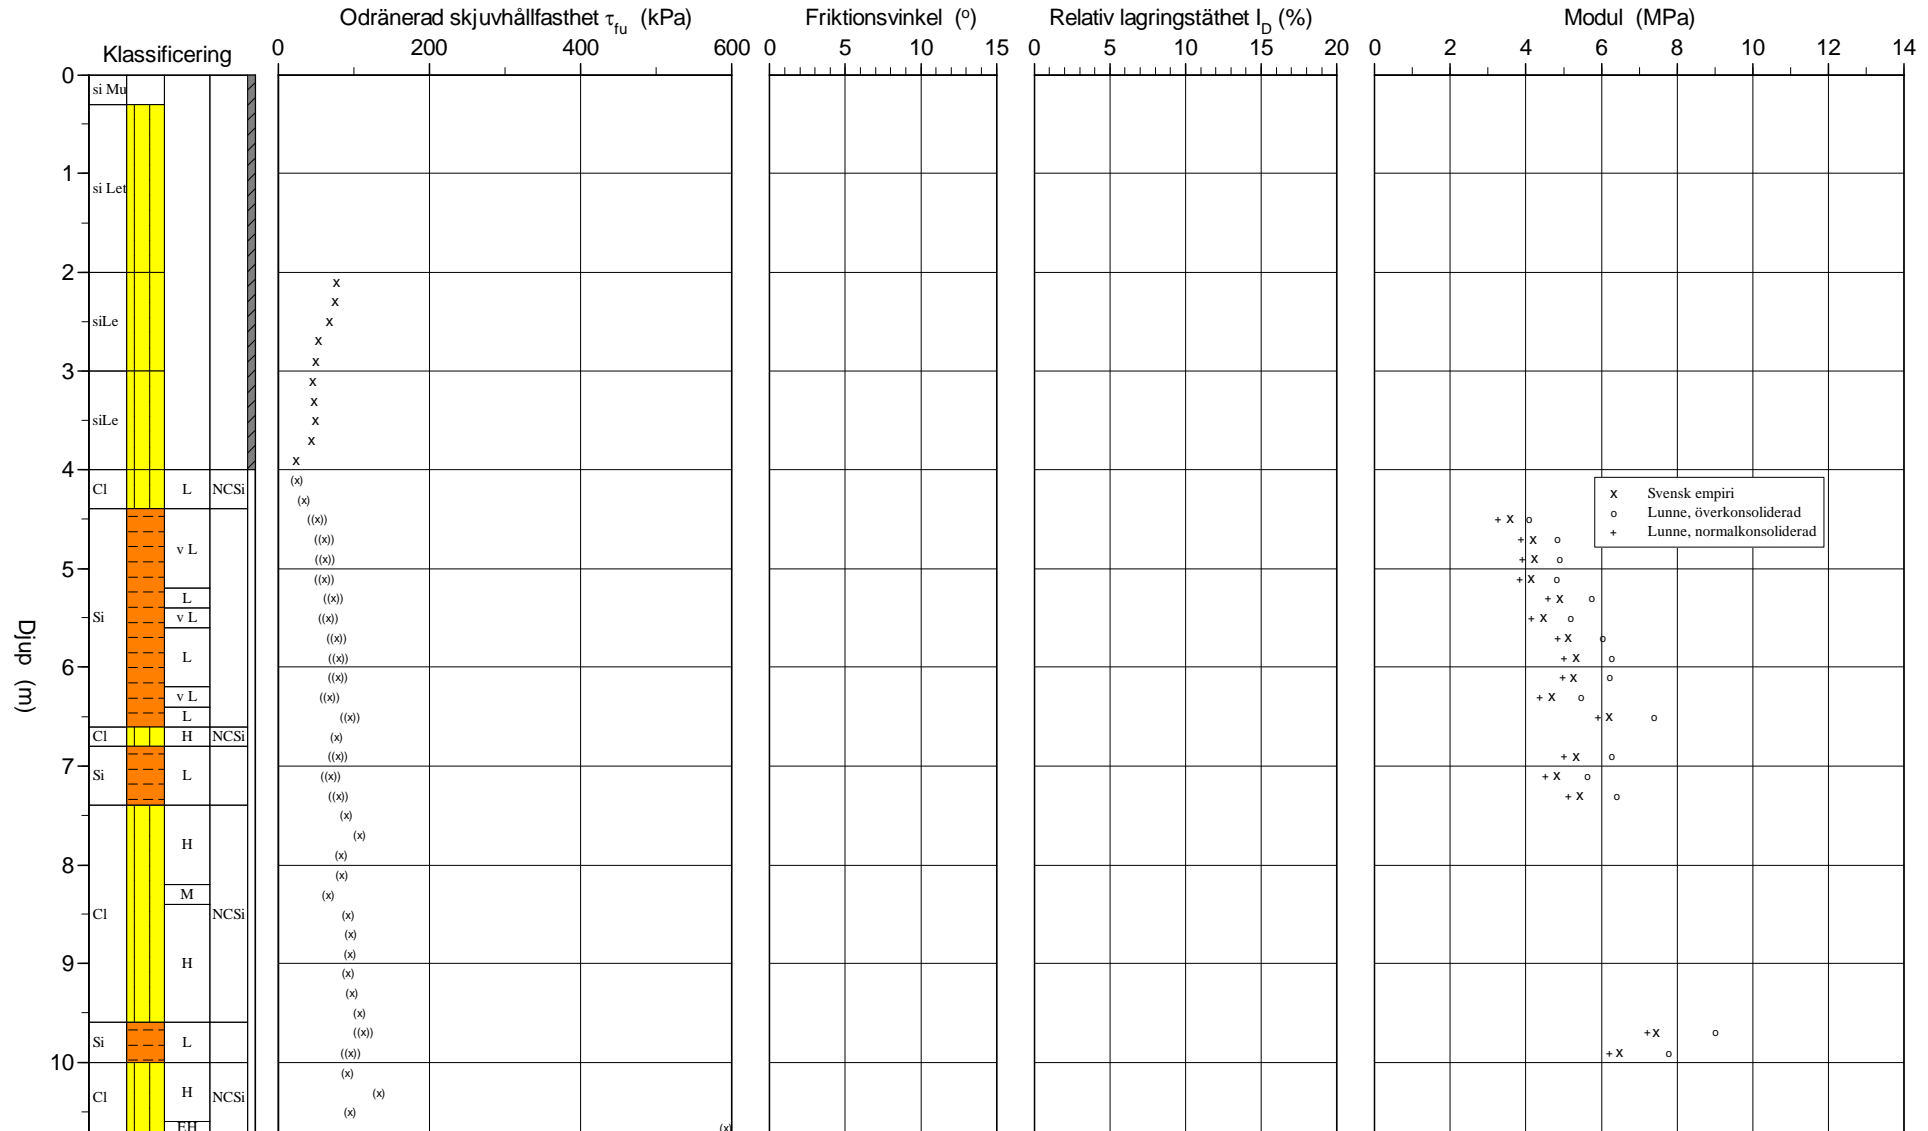 Odränerad skjuvhållfasthet τfu (kPa)
Friktionsvinkel (o)
Relativ lagringstäthet ID (%)
Modul (MPa)
Klassificering
0 200 400 600
0 5 10 15
0 5 10 15 20
0 2 4 6 8 10 12 14
Djup (m)
0
si Mu
1
si Let
2
siLe
3
siLe
4
Cl L NCSi
v L
5
L
Si v L
L
6
v L
L
Cl H NCSi
7
Si L
H
8
M
Cl NCSi
9
H
Si L
10
Cl H NCSi
EH
x Svensk empiri
o Lunne, överkonsoliderad
+ Lunne, normalkonsoliderad